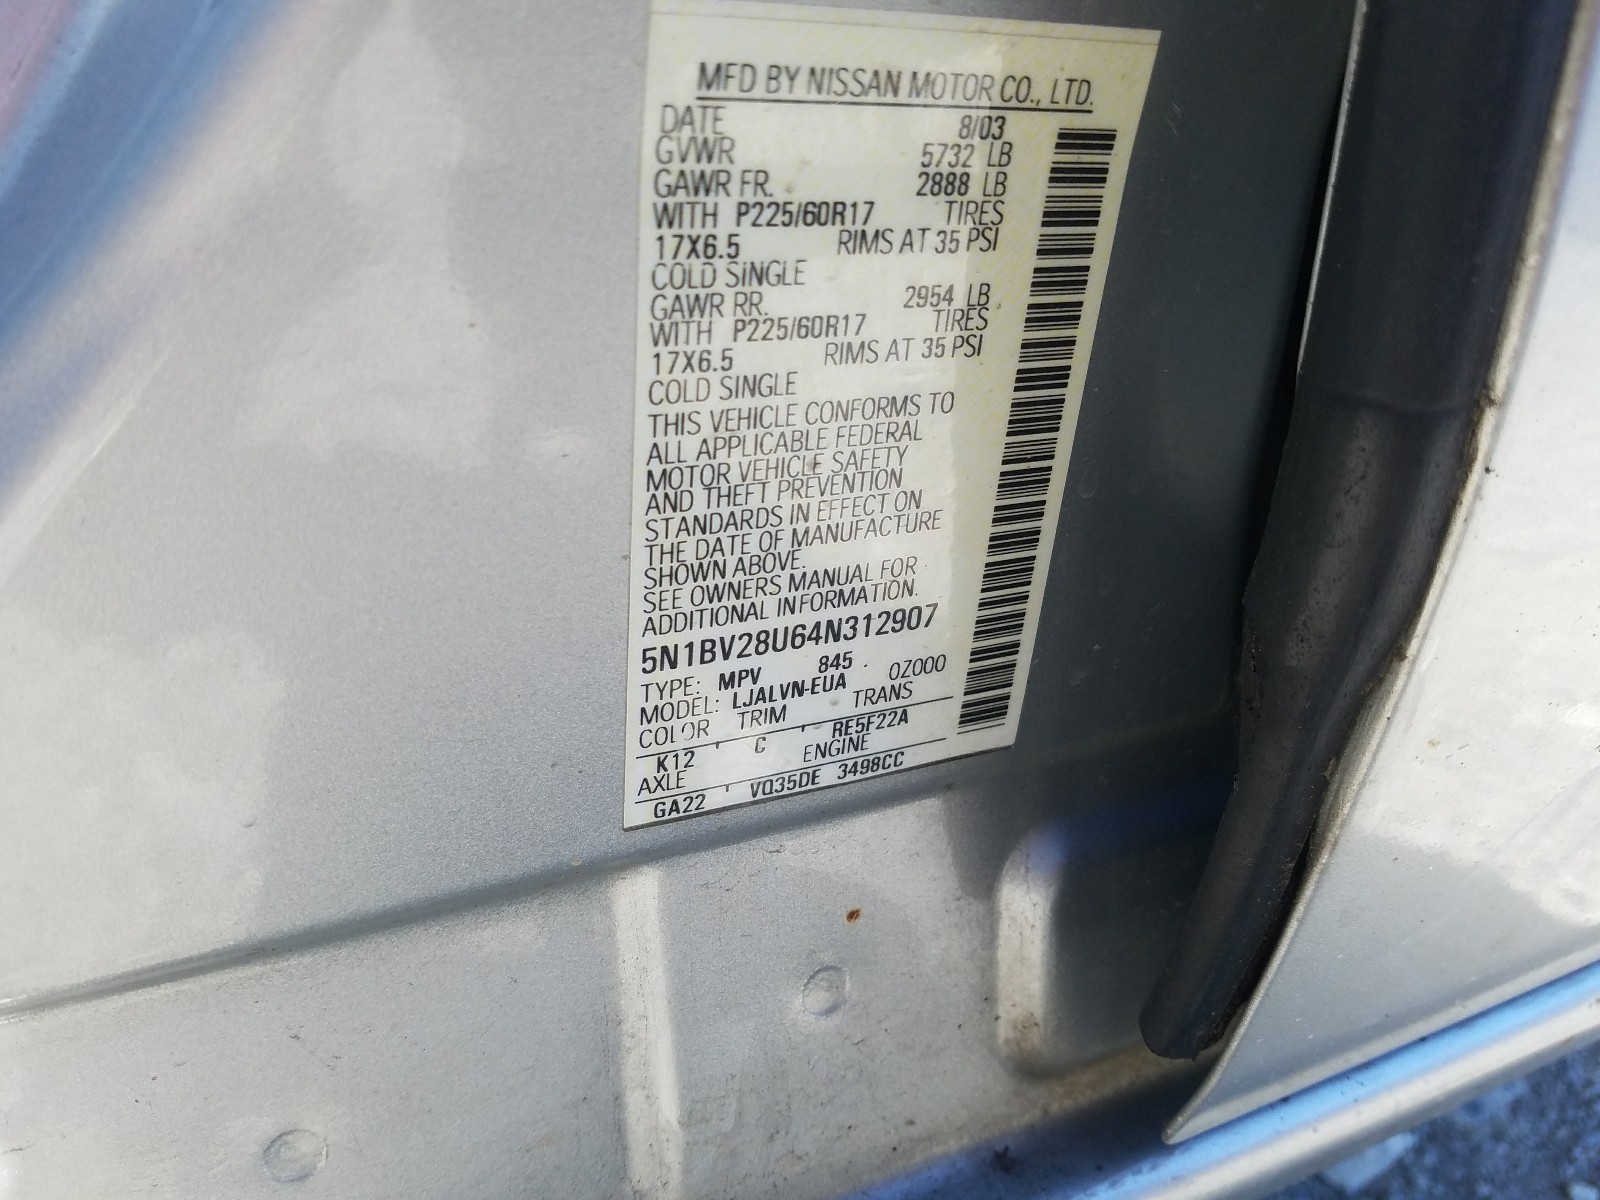 MFD BY NISSAN MOTOR CO., LTD.
DATE 8/03
GVWR 5732 LB
GAWR FR. 2888 LB
WITH P225/60R17 TIRES
17X6.5 RIMS AT 35 PSI
COLD SINGLE
GAWR RR. 2954 LB
WITH P225/60R17 TIRES
17X6.5 RIMS AT 35 PSI
COLD SINGLE
THIS VEHICLE CONFORMS TO
ALL APPLICABLE FEDERAL
MOTOR VEHICLE SAFETY
AND THEFT PREVENTION
STANDARDS IN EFFECT ON
THE DATE OF MANUFACTURE
SHOWN ABOVE.
SEE OWNERS MANUAL FOR
ADDITIONAL INFORMATION.
5N1BV28U64N312907
TYPE: MPV 845 0Z000
MODEL: LJALVN-EUA
COLOR TRIM TRANS
K12 C RE5F22A
AXLE ENGINE
GA22 VQ35DE 3498CC